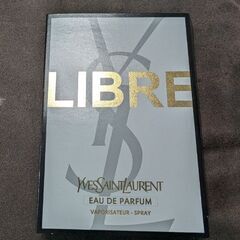 LIBRE
YVESSAINTLAURENT
EAU DE PARFUM
VAPORISATEUR - SPRAY